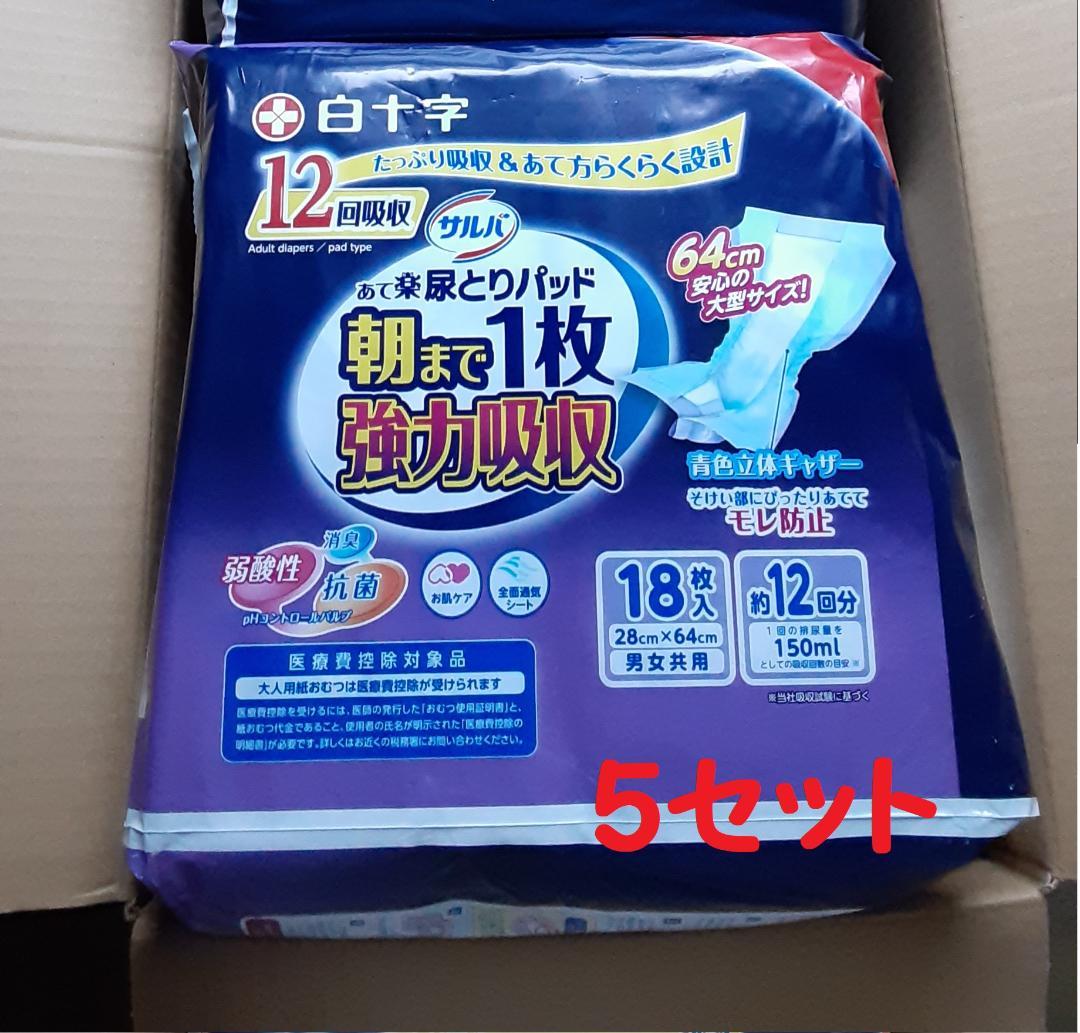 白十字
たっぷり吸収&あて方らくらく設計
12回吸収
Adult diapers / pad type
サルバ
あて楽 尿とりパッド
朝まで1枚
強力吸収
64cm
安心の
大型サイズ!
青色立体ギャザー
そけい部にぴったりあてて
モレ防止
消臭
弱酸性
抗菌
pHコントロールパルプ
お肌ケア
全面通気
シート
18枚入
28cm×64cm
男女共用
約12回分
1回の排尿量を
150ml
としての吸収回数の目安※
※当社吸収試験に基づく
医療費控除対象品
大人用紙おむつは医療費控除が受けられます
医療費控除を受けるには、医師の発行した「おむつ使用証明書」と、
紙おむつ代金であること、使用者の氏名が明示された「医療費控除の
明細書」が必要です。詳しくはお近くの税務署にお問い合わせください。
5セット